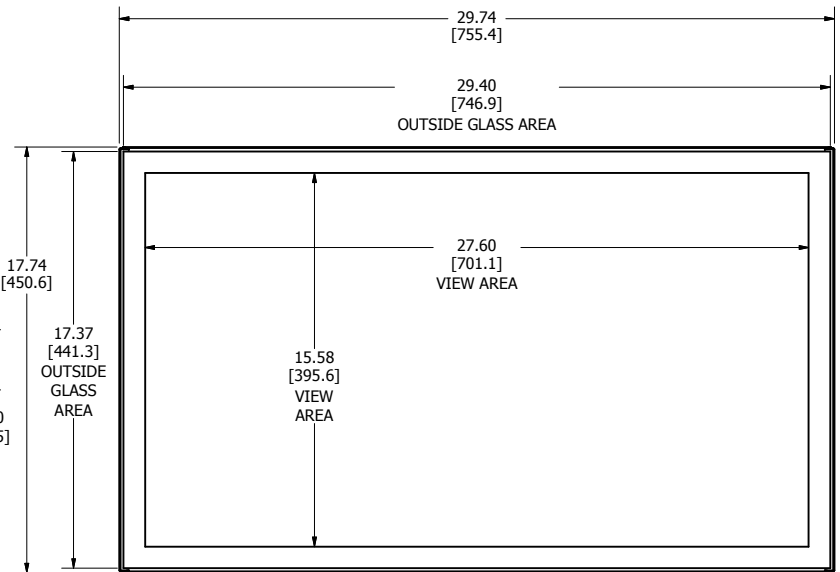 29.74
[755.4]
29.40
[746.9]
OUTSIDE GLASS AREA
27.60
[701.1]
VIEW AREA
17.74
[450.6]
17.37
[441.3]
OUTSIDE
GLASS
AREA
15.58
[395.6]
VIEW
AREA